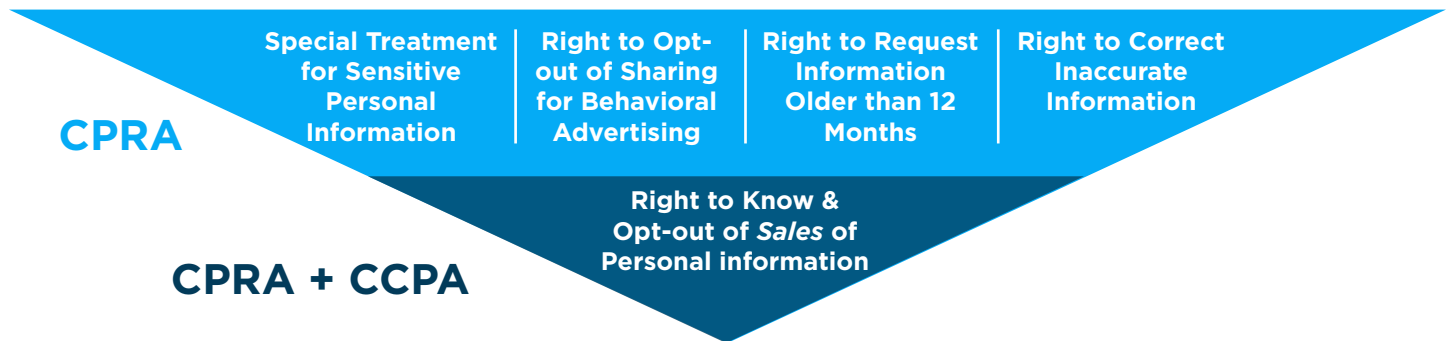 Special Treatment
for Sensitive
Personal
Information
Right to Opt-
out of Sharing
for Behavioral
Advertising
Right to Request
Information
Older than 12
Months
Right to Correct
Inaccurate
Information
CPRA
Right to Know &
Opt-out of Sales of
Personal information
CPRA + CCPA